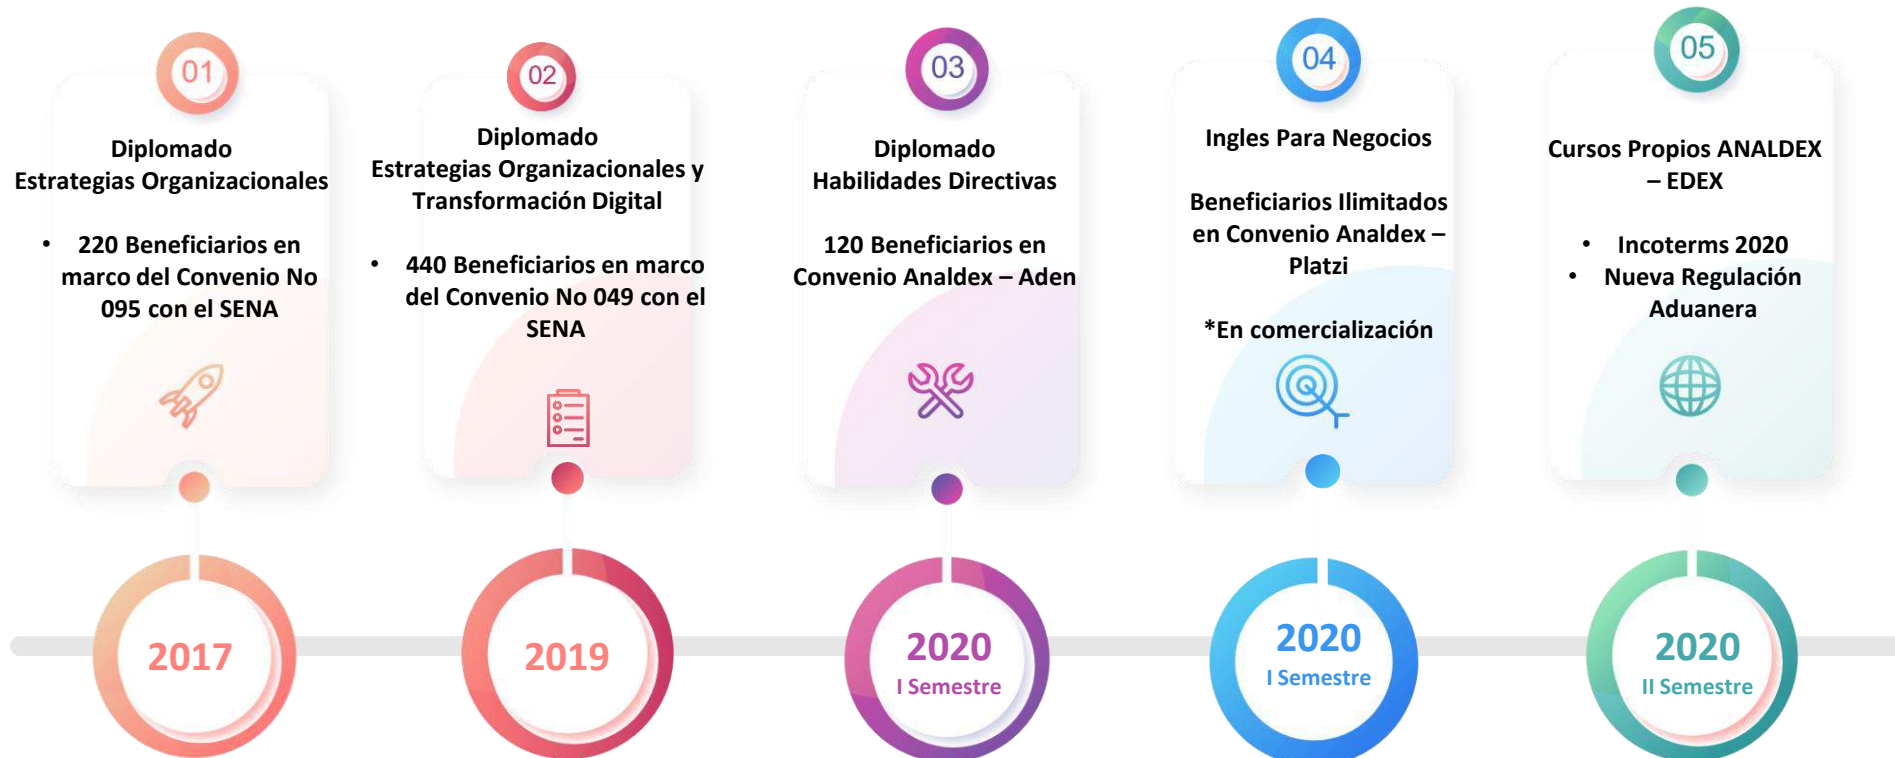 01
Diplomado
Estrategias Organizacionales
• 220 Beneficiarios en
marco del Convenio No
095 con el SENA
2017
02
Diplomado
Estrategias Organizacionales y
Transformación Digital
• 440 Beneficiarios en marco
del Convenio No 049 con el
SENA
2019
03
Diplomado
Habilidades Directivas
120 Beneficiarios en
Convenio Analdex – Aden
2020
I Semestre
04
Ingles Para Negocios
Beneficiarios Ilimitados
en Convenio Analdex –
Platzi
*En comercialización
2020
I Semestre
05
Cursos Propios ANALDEX
– EDEX
• Incoterms 2020
• Nueva Regulación
Aduanera
2020
II Semestre